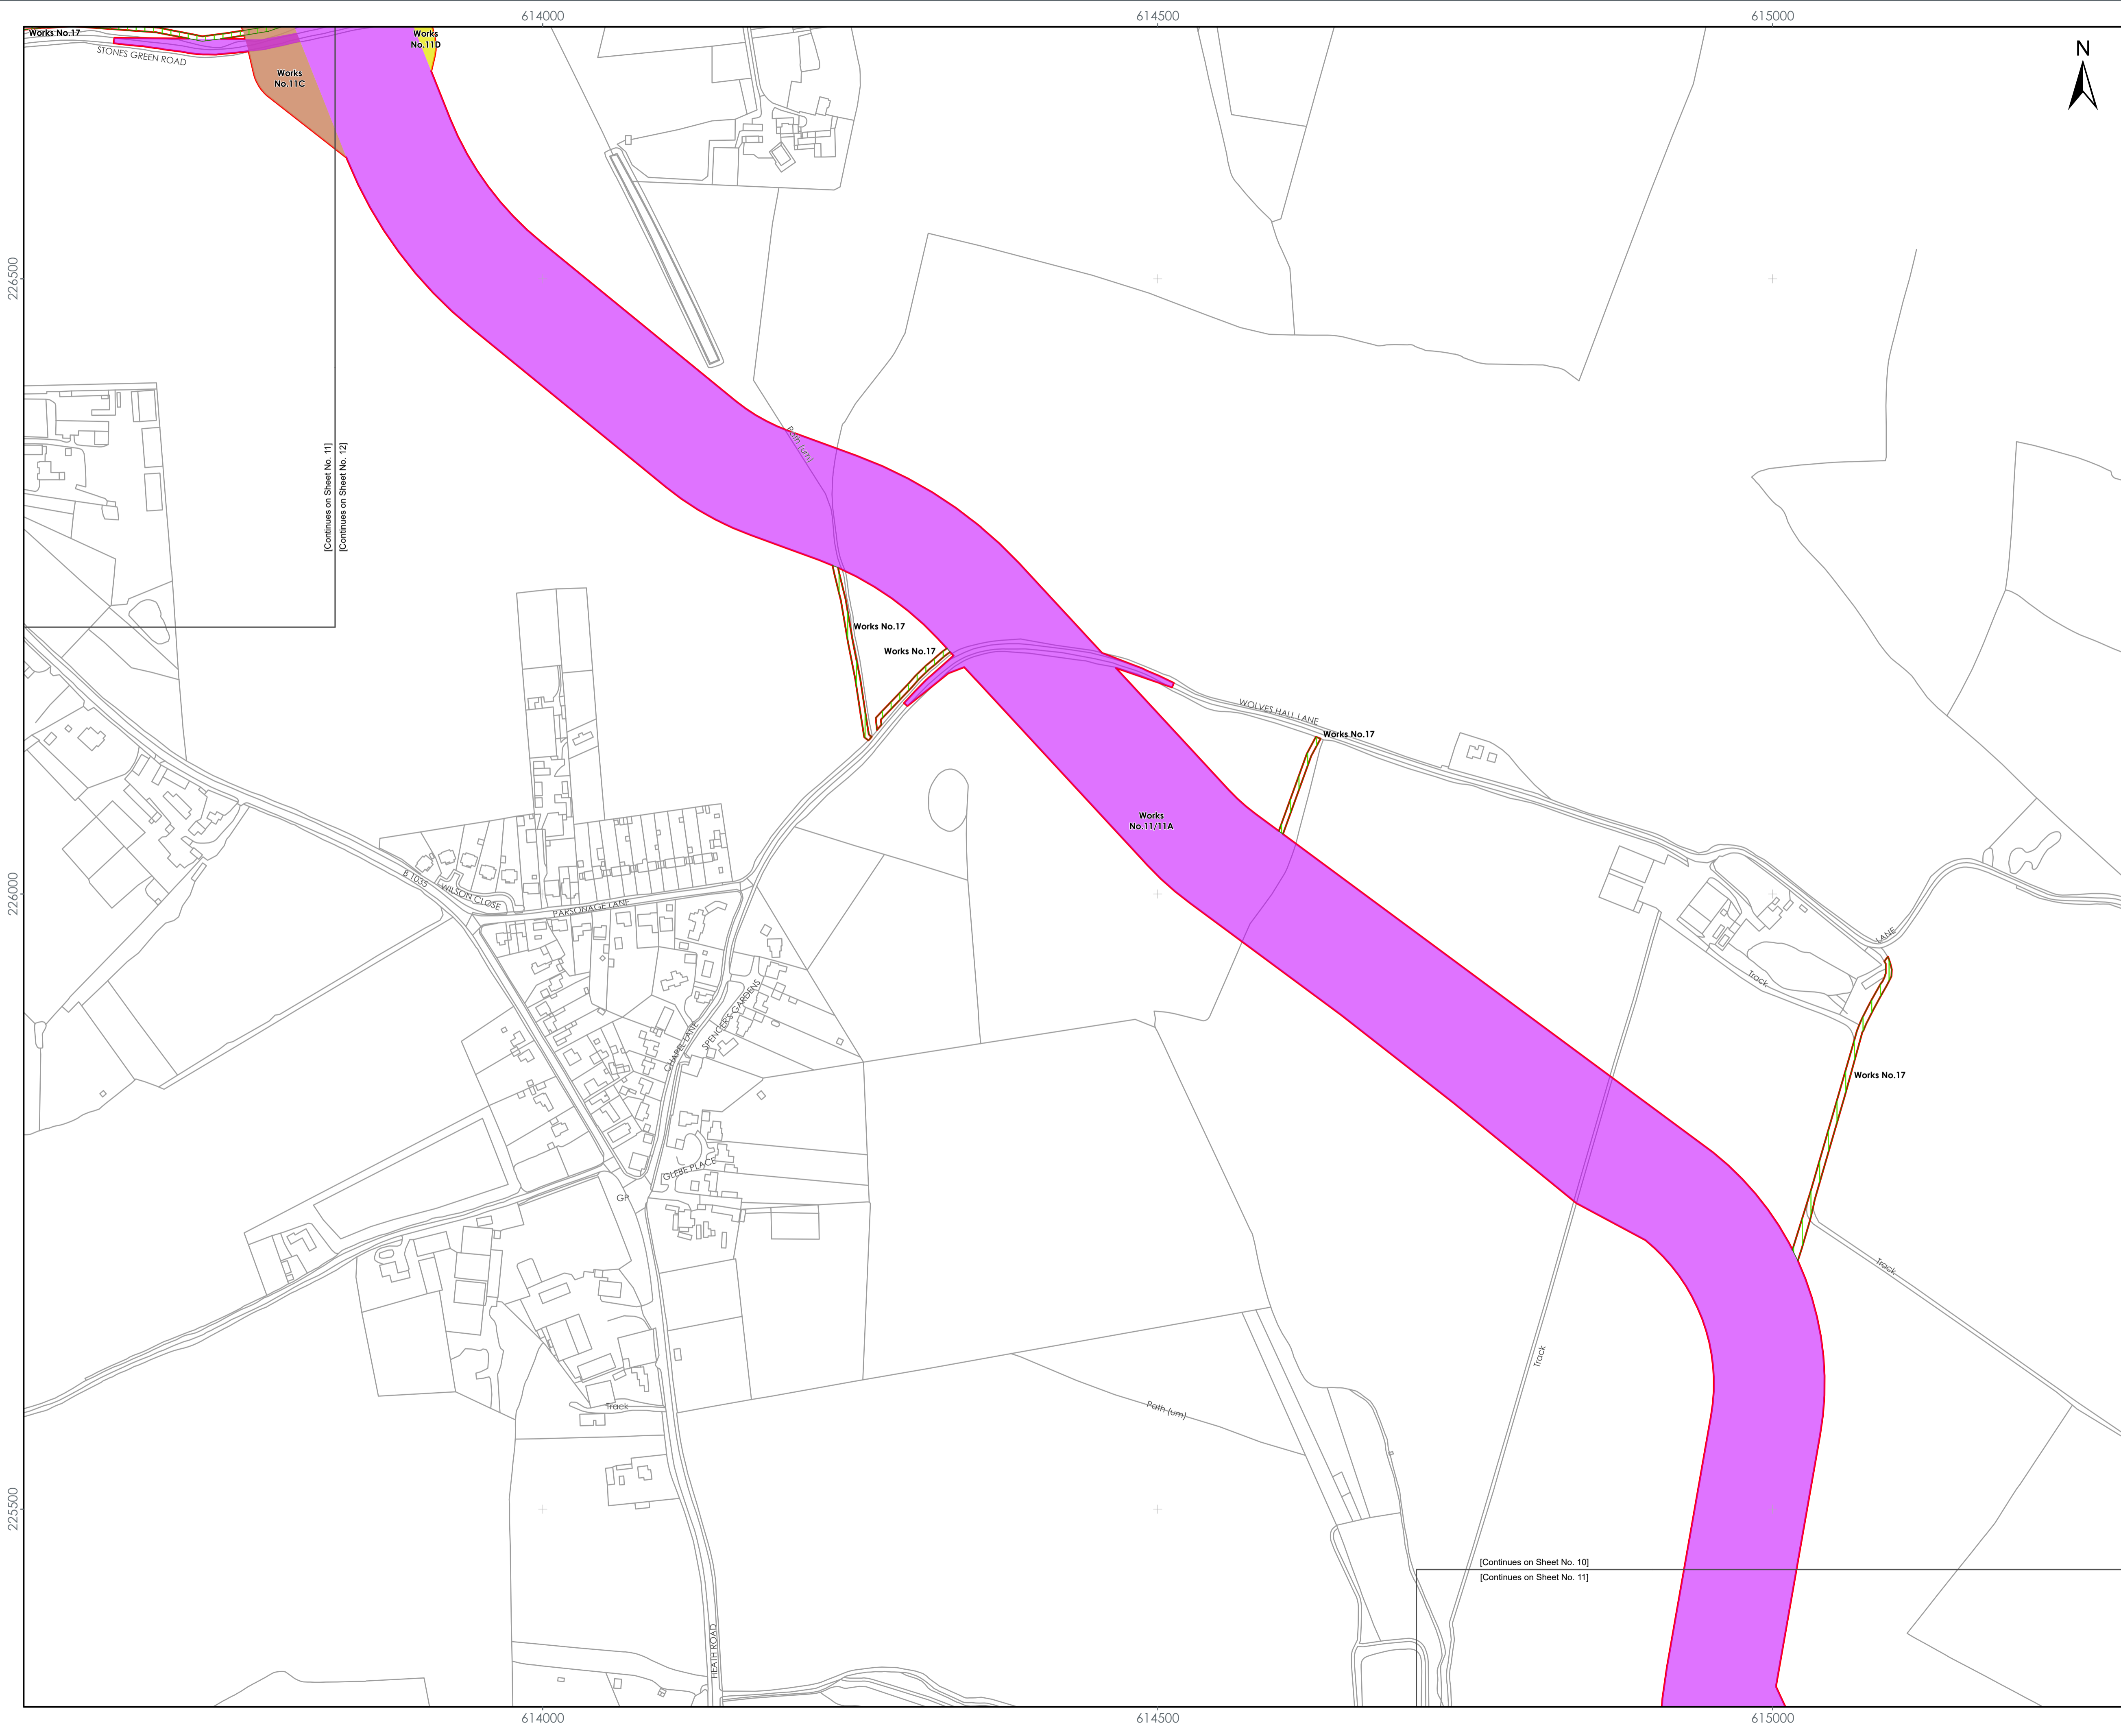 614000
614500
615000
Works No.17
STONES GREEN ROAD
Works
No.11C
Works
No.11D
N
226500
[Continues on Sheet No. 11]
[Continues on Sheet No. 12]
Path (um)
Works No.17
Works No.17
WOLVES HALL LANE
Works No.17
Works
No.11/11A
226000
B 1035
WILSON CLOSE
PARSONAGE LANE
LANE
Track
SPENCER'S GARDENS
CHAPEL LANE
Works No.17
GLEBE PLACE
GP
Track
Track
Track
Path (um)
225500
[Continues on Sheet No. 10]
[Continues on Sheet No. 11]
HEATH ROAD
614000
614500
615000